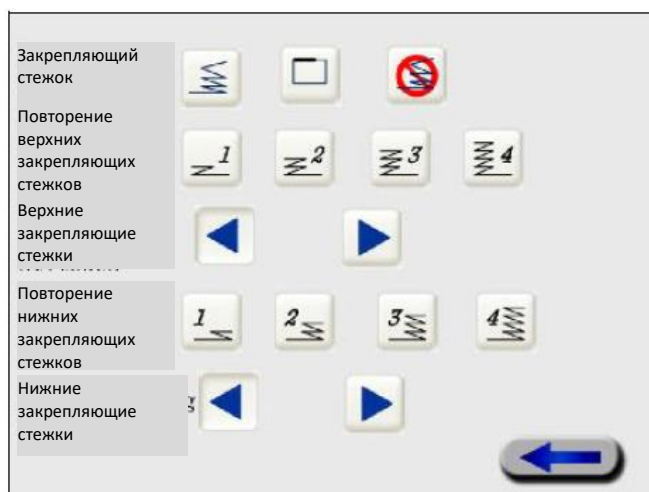 Закрепляющий
стежок
Повторение
верхних
закрепляющих
стежков
1 2 3 4
Верхние
закрепляющие
стежки
Повторение
нижних
закрепляющих
стежков
1 2 3 4
Нижние
закрепляющие
стежки
g